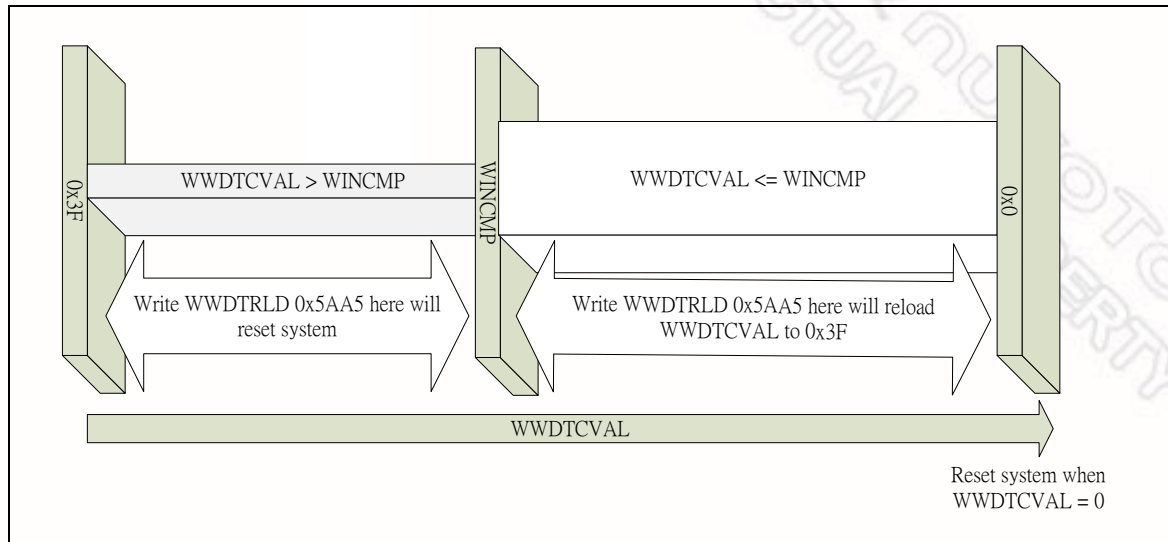 0x3F
WWDTCVAL > WINCMP
WINCMP
WWDTCVAL <= WINCMP
0x0
Write WWDTRLD 0x5AA5 here will
reset system
Write WWDTRLD 0x5AA5 here will reload
WWDTCVAL to 0x3F
WWDTCVAL
Reset system when
WWDTCVAL = 0